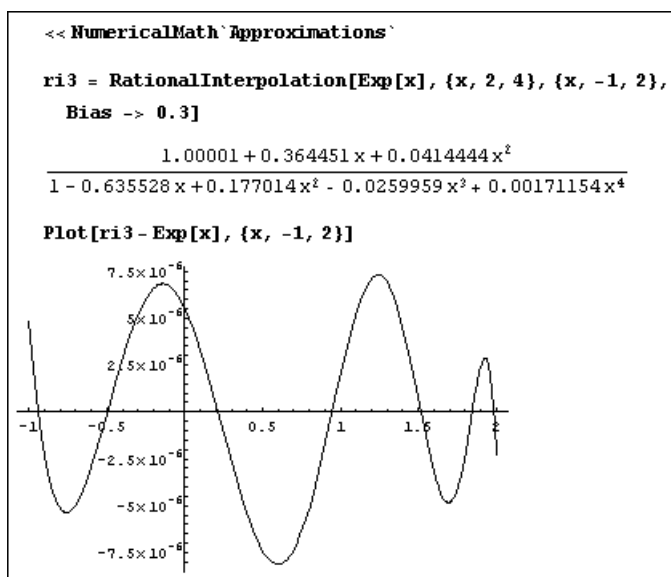 << NumericalMath`Approximations`
ri3 = RationalInterpolation[Exp[x], {x, 2, 4}, {x, -1, 2},
Bias -> 0.3]
1.00001 + 0.364451 x + 0.0414444 x²
1 - 0.635528 x + 0.177014 x² - 0.0259959 x³ + 0.00171154 x⁴
Plot[ri3 - Exp[x], {x, -1, 2}]
7.5×10⁻⁶
5×10⁻⁶
2.5×10⁻⁶
-1 -0.5 0.5 1 1.5 2
-2.5×10⁻⁶
-5×10⁻⁶
-7.5×10⁻⁶